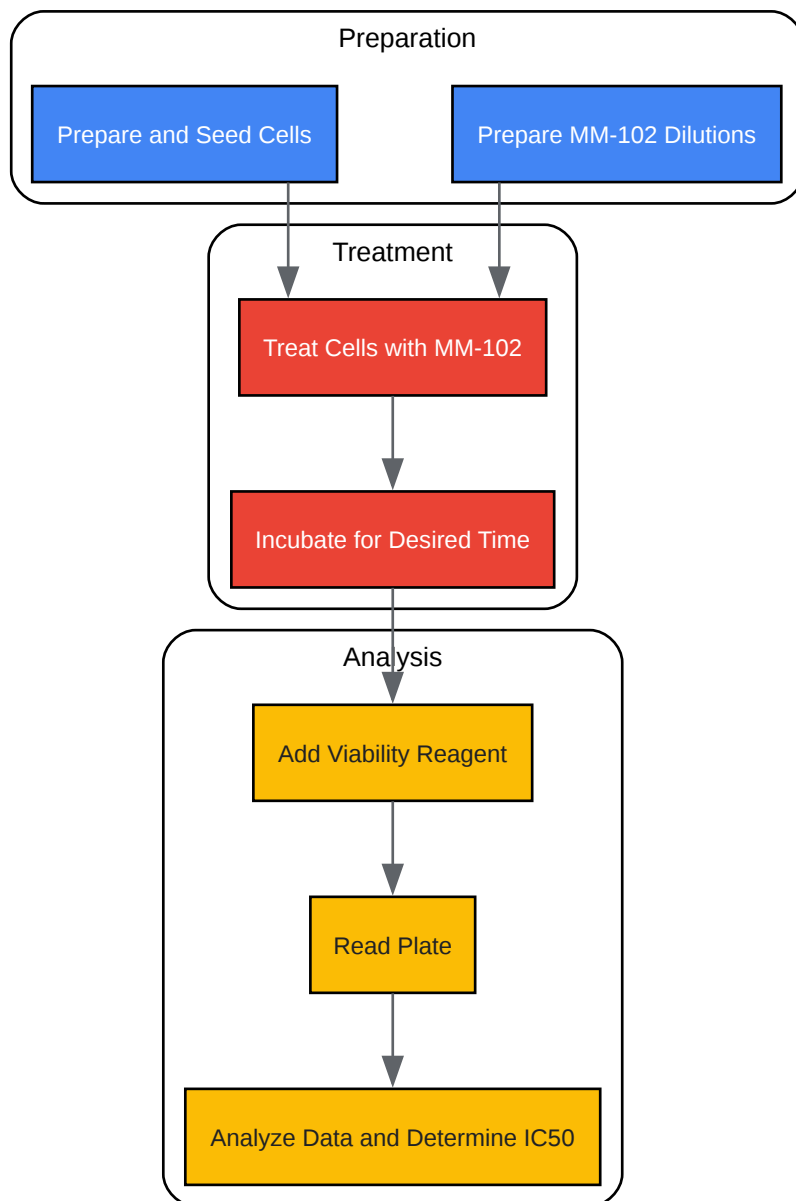 Preparation
Prepare and Seed Cells
Prepare MM-102 Dilutions
Treatment
Treat Cells with MM-102
Incubate for Desired Time
Analysis
Add Viability Reagent
Read Plate
Analyze Data and Determine IC50